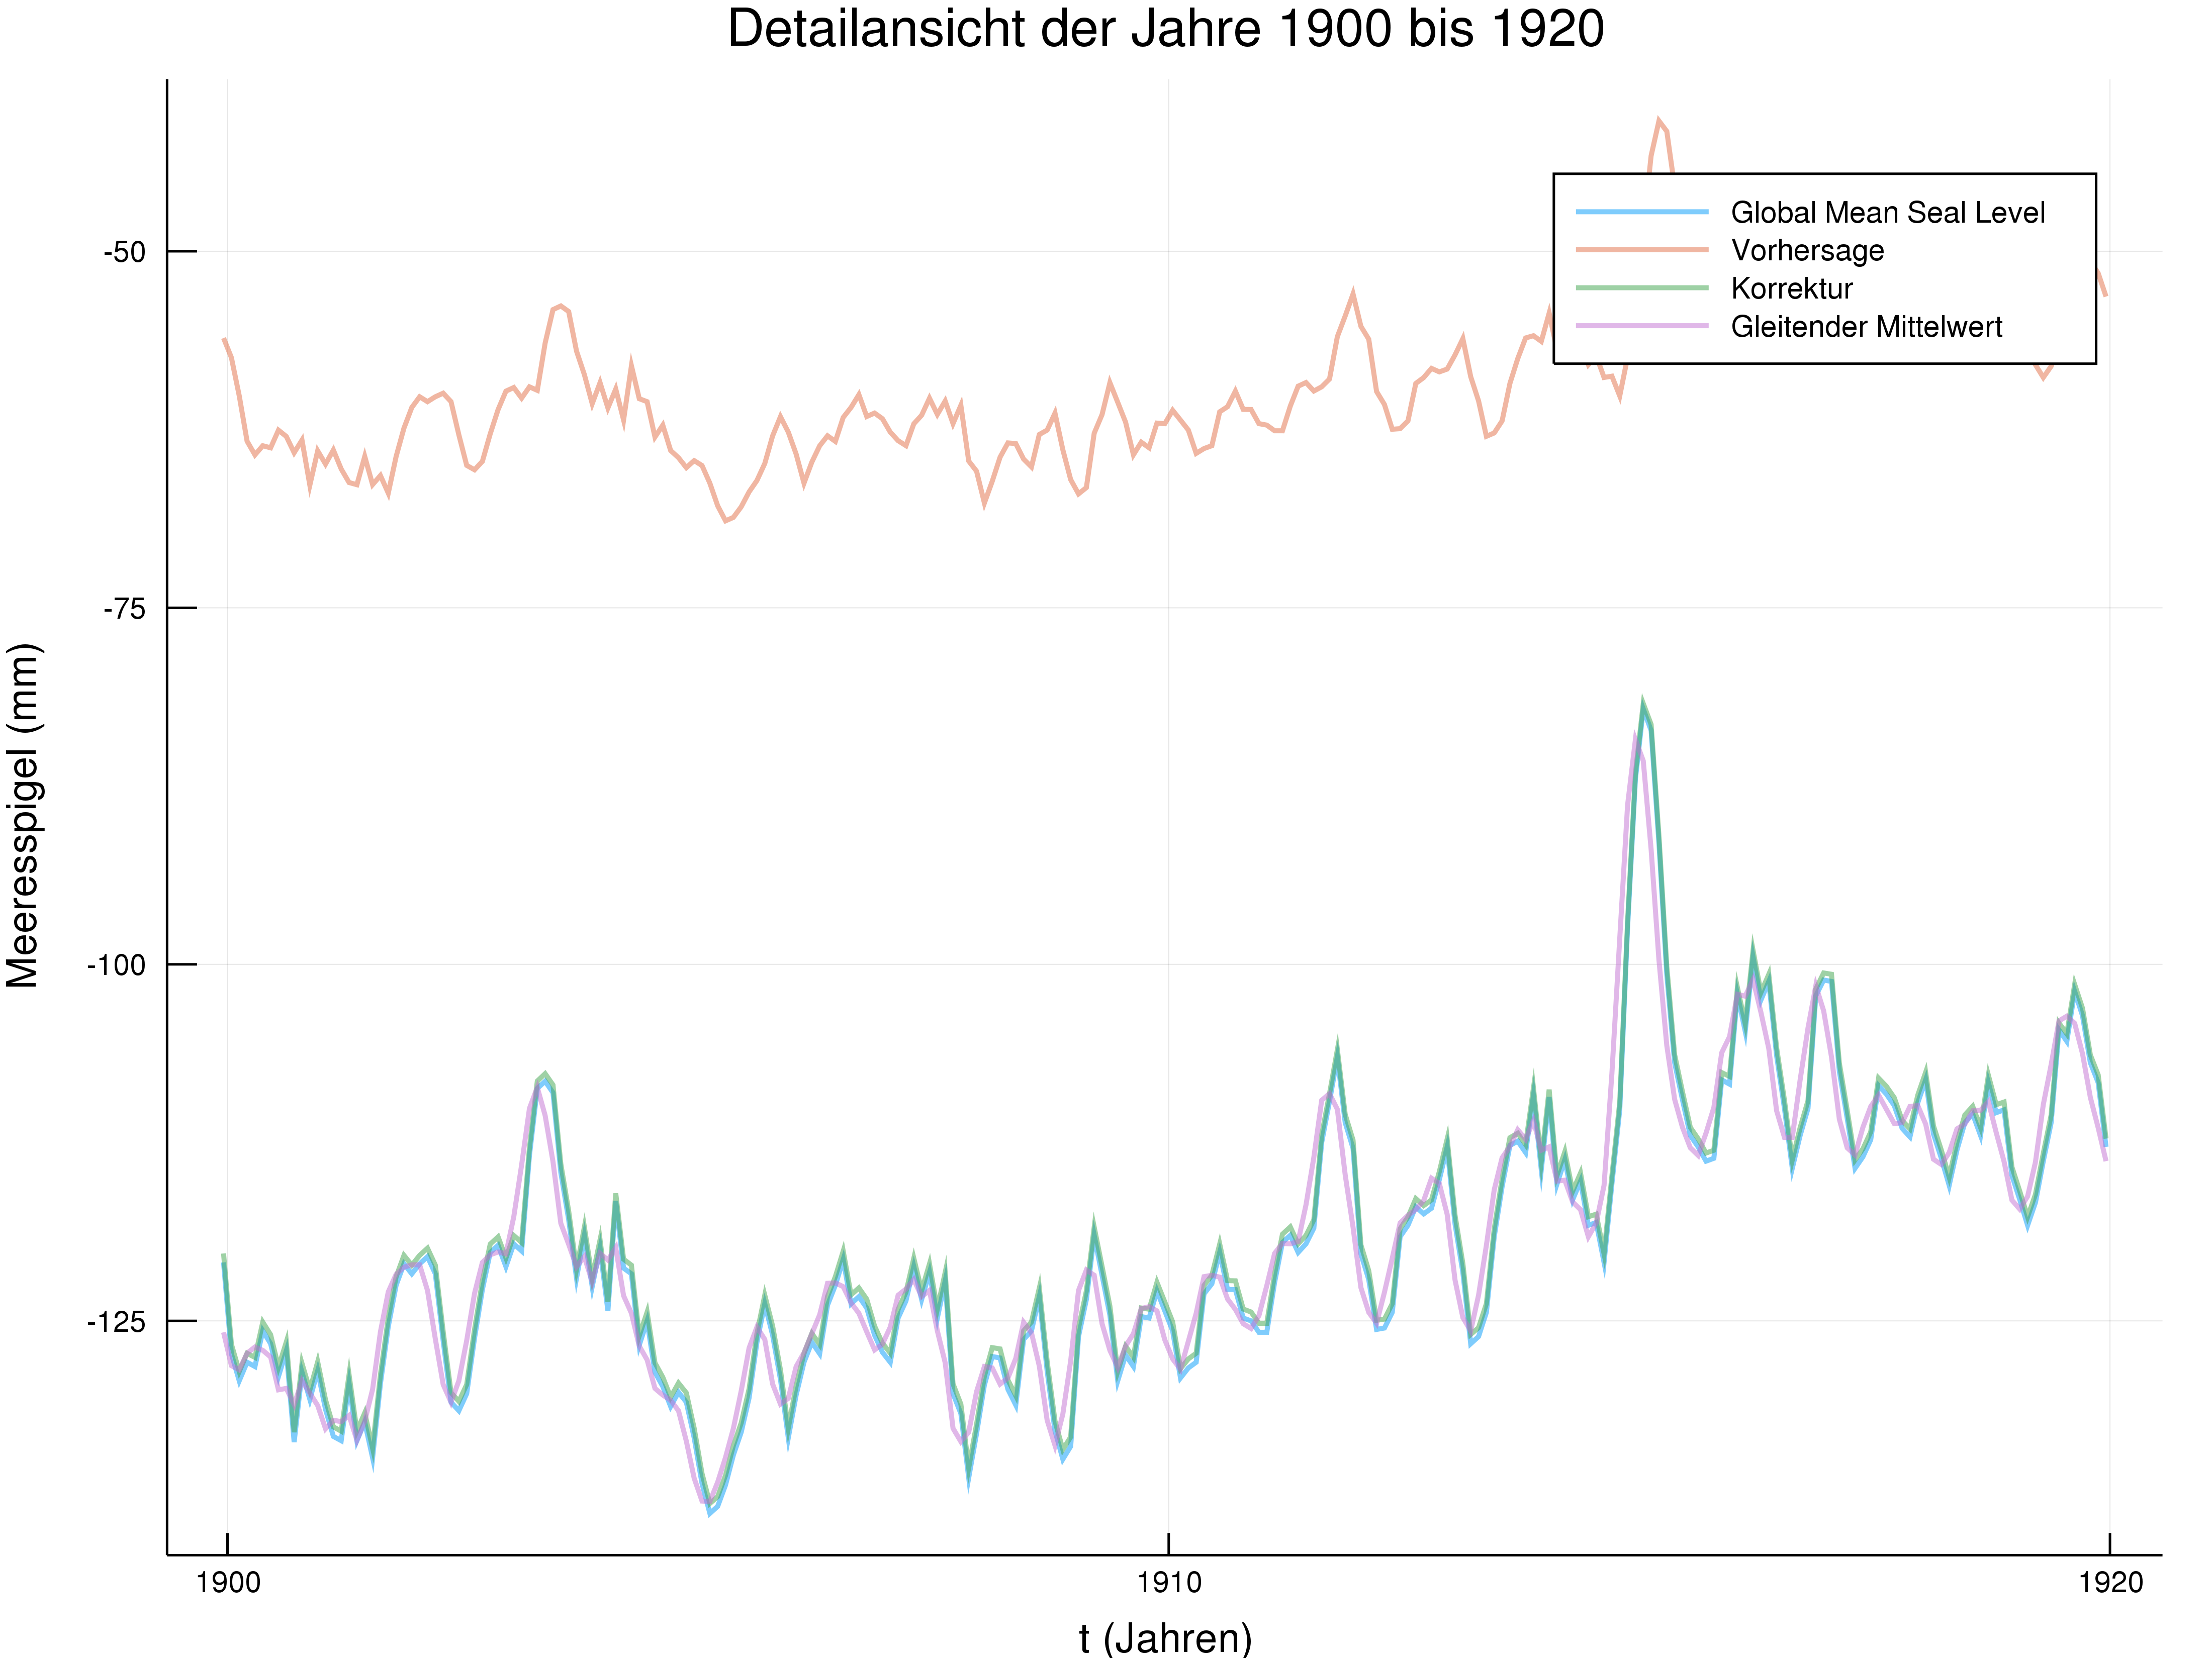 Detailansicht der Jahre 1900 bis 1920
Global Mean Seal Level
Vorhersage
Korrektur
Gleitender Mittelwert
Meeresspigel (mm)
-50
-75
-100
-125
1900
1910
1920
t (Jahren)